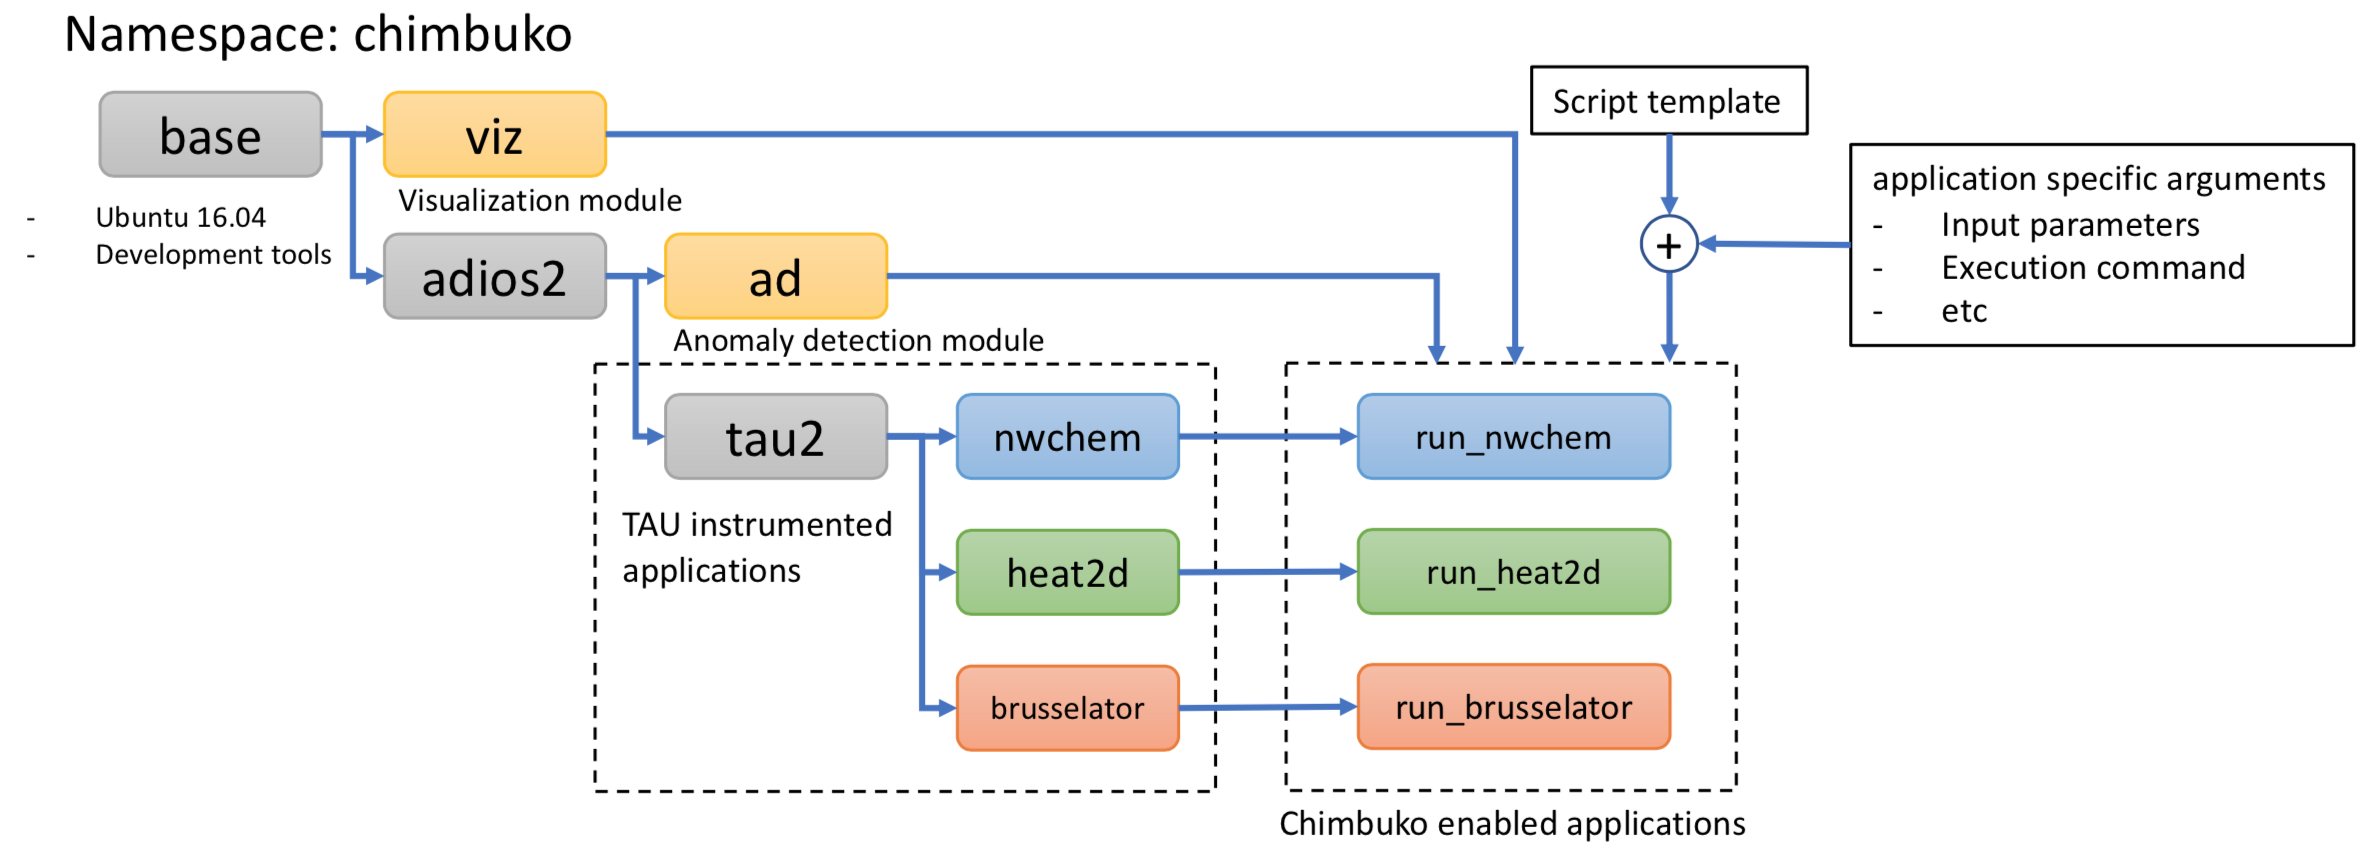 Namespace: chimbuko
base
- Ubuntu 16.04
- Development tools
viz
Visualization module
adios2
ad
Anomaly detection module
Script template
+
application specific arguments
- Input parameters
- Execution command
- etc
tau2
TAU instrumented
applications
nwchem
heat2d
brusselator
run_nwchem
run_heat2d
run_brusselator
Chimbuko enabled applications